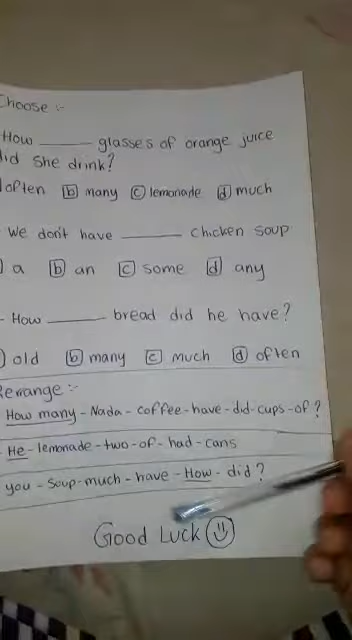 Choose :-
How ______ glasses of orange juice
did she drink?
often b many c lemonade d much
We don't have ______ chicken soup
a b an c some d any
- How ______ bread did he have?
old b many c much d often
Rerange :-
How many - Nada - coffee - have - did - cups - of ?
He - lemonade - two - of - had - cans
you - soup - much - have - How - did ?
Good Luck